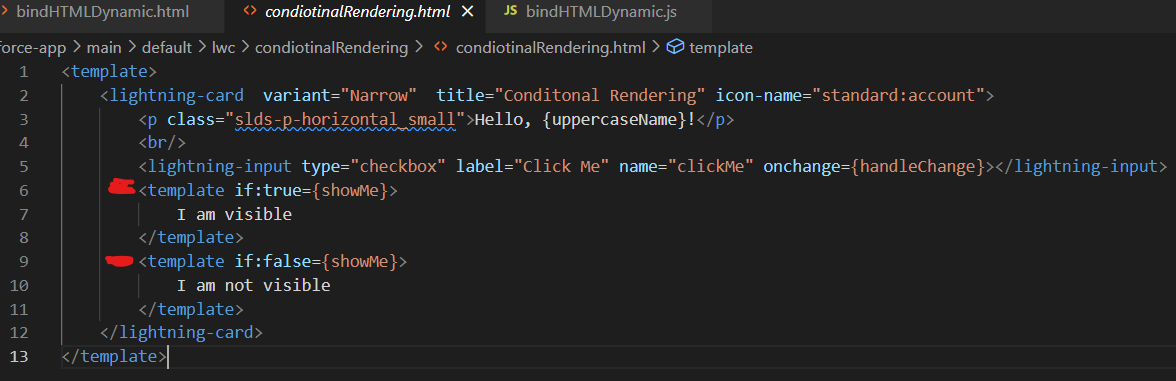 bindHTMLDynamic.html condiotinalRendering.html × JS bindHTMLDynamic.js
force-app > main > default > lwc > condiotinalRendering > condiotinalRendering.html > template
1 <template>
2 <lightning-card  variant="Narrow"  title="Conditonal Rendering" icon-name="standard:account">
3 <p class="slds-p-horizontal_small">Hello, {uppercaseName}!</p>
4 <br/>
5 <lightning-input type="checkbox" label="Click Me" name="clickMe" onchange={handleChange}></lightning-input>
6 <template if:true={showMe}>
7 I am visible
8 </template>
9 <template if:false={showMe}>
10 I am not visible
11 </template>
12 </lightning-card>
13 </template>